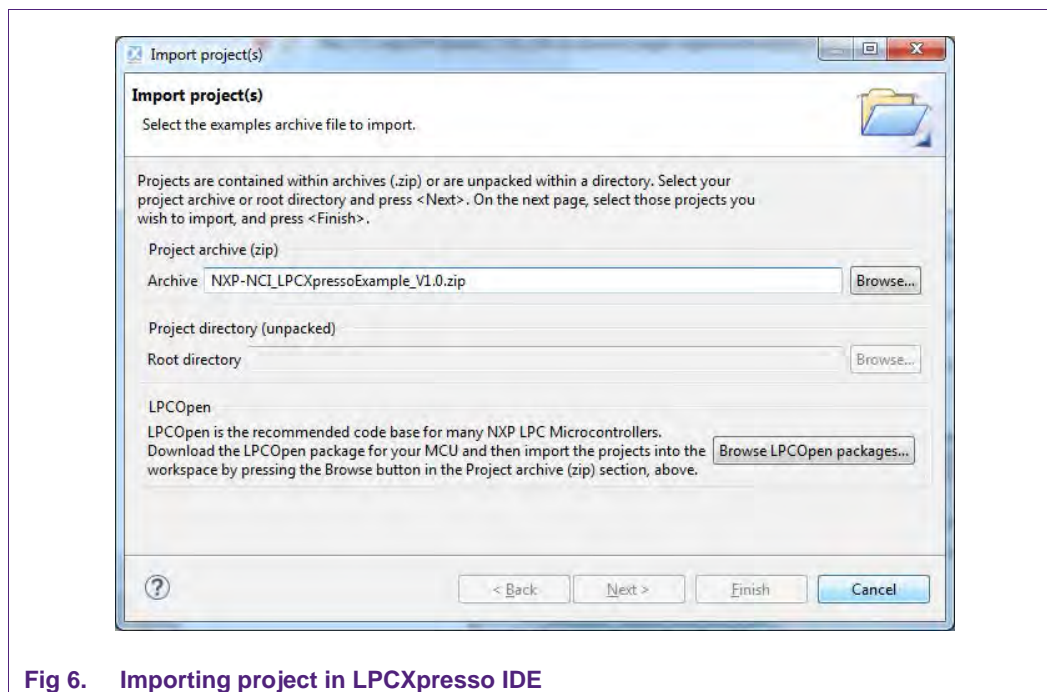 Import project(s)
Import project(s)
Select the examples archive file to import.
Projects are contained within archives (.zip) or are unpacked within a directory. Select your
project archive or root directory and press <Next>. On the next page, select those projects you
wish to import, and press <Finish>.
Project archive (zip)
Archive NXP-NCI_LPCXpressoExample_V1.0.zip Browse...
Project directory (unpacked)
Root directory Browse...
LPCOpen
LPCOpen is the recommended code base for many NXP LPC Microcontrollers.
Download the LPCOpen package for your MCU and then import the projects into the Browse LPCOpen packages...
workspace by pressing the Browse button in the Project archive (zip) section, above.
? < Back Next > Finish Cancel
Fig 6. Importing project in LPCXpresso IDE